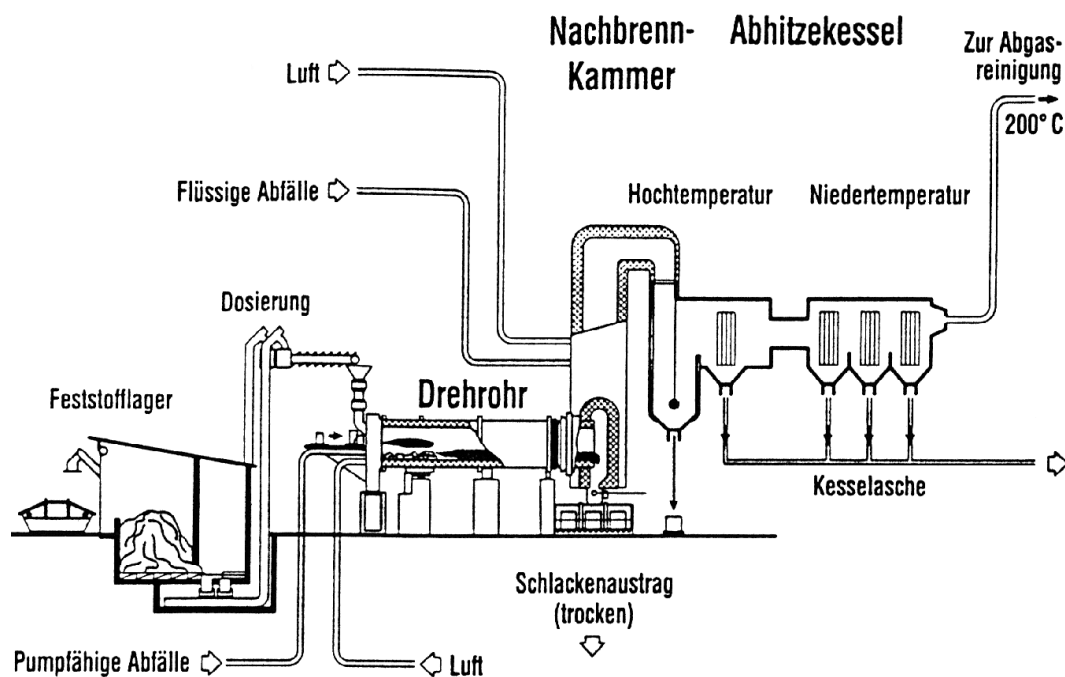 Nachbrenn-
Kammer
Abhitzekessel
Zur Abgas-
reinigung
200° C
Luft
Flüssige Abfälle
Hochtemperatur
Niedertemperatur
Dosierung
Feststofflager
Drehrohr
Kesselasche
Schlackenaustrag
(trocken)
Pumpfähige Abfälle
Luft